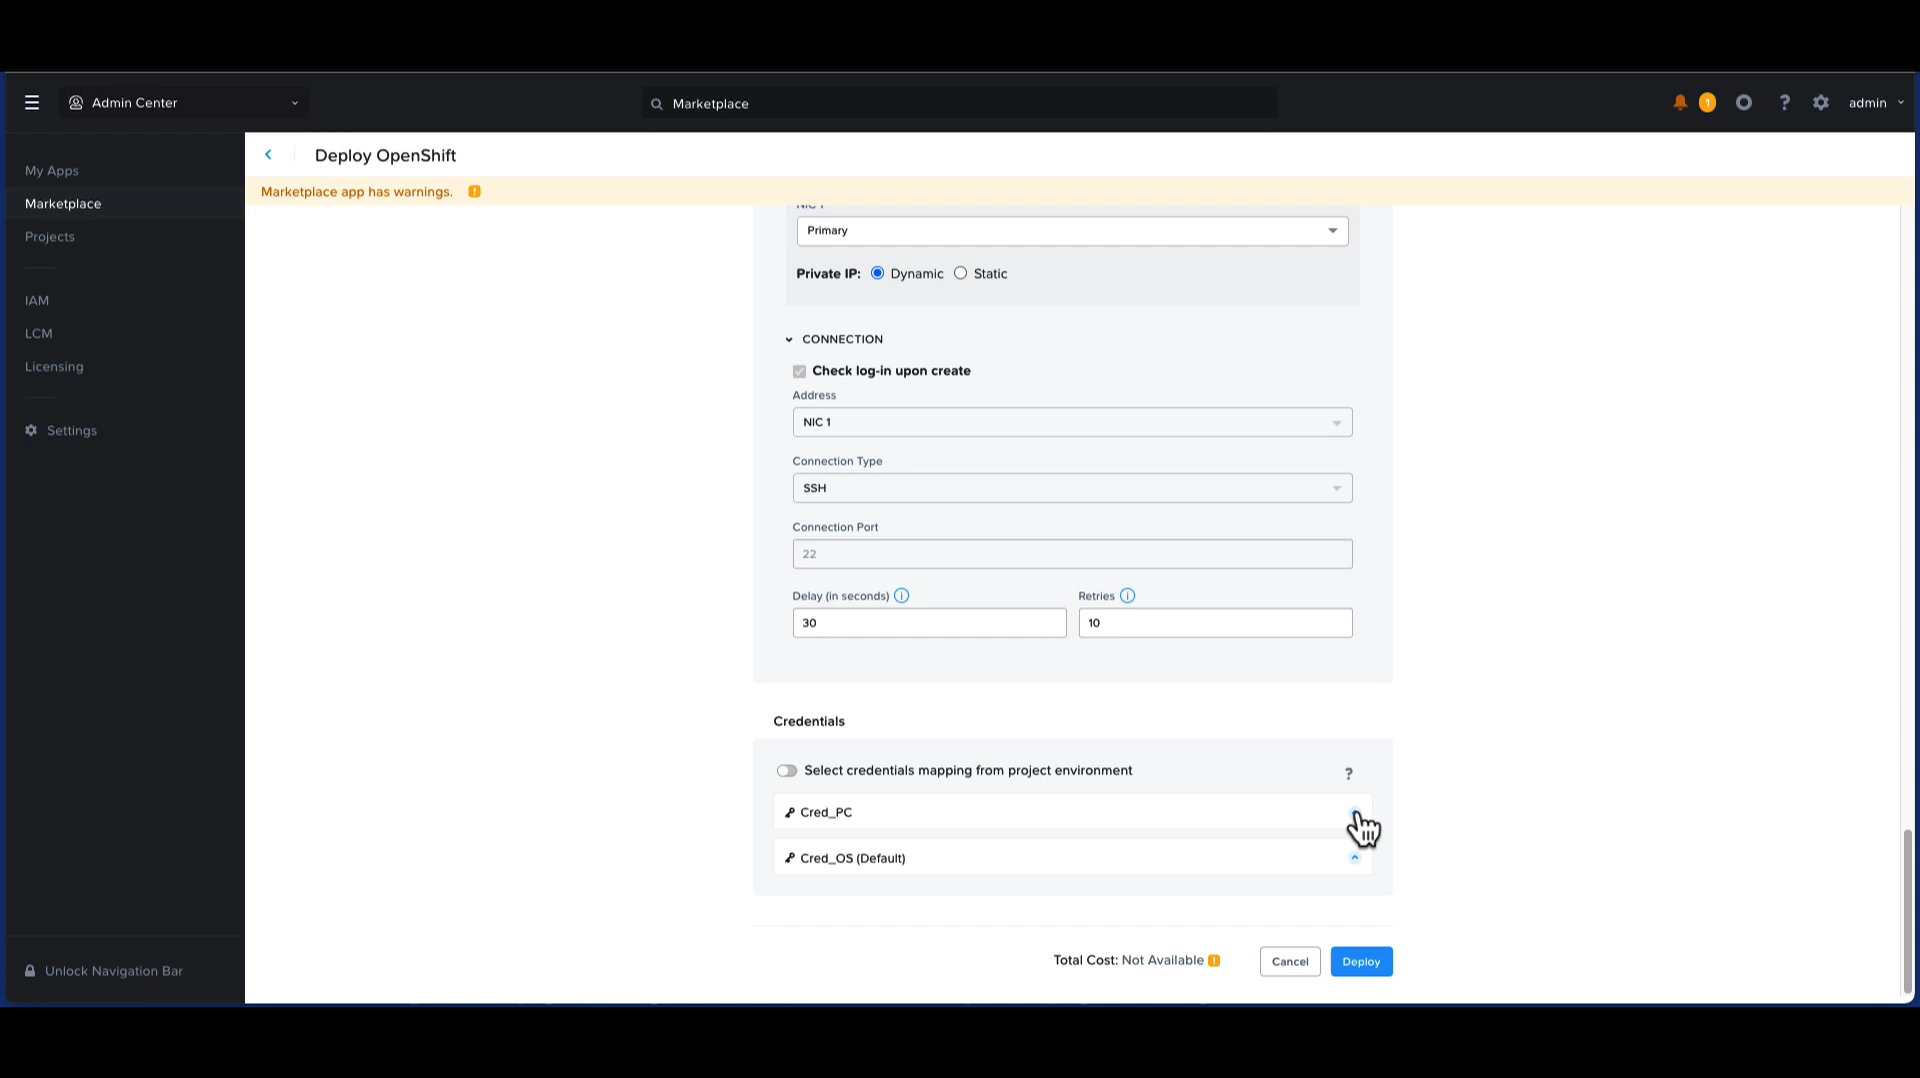 Admin Center
Marketplace
1
?
admin
My Apps
Marketplace
Projects
IAM
LCM
Licensing
Settings
Unlock Navigation Bar
Deploy OpenShift
Marketplace app has warnings.
NIC 1
Primary
Private IP: Dynamic Static
CONNECTION
Check log-in upon create
Address
NIC 1
Connection Type
SSH
Connection Port
22
Delay (in seconds) Retries
30 10
Credentials
Select credentials mapping from project environment ?
Cred_PC
Cred_OS (Default)
Total Cost: Not Available
Cancel
Deploy